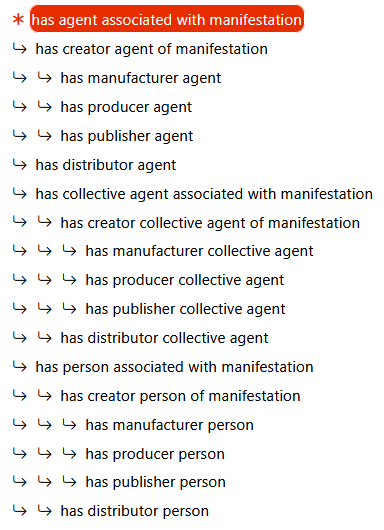 * has agent associated with manifestation
↪ has creator agent of manifestation
↪ ↪ has manufacturer agent
↪ ↪ has producer agent
↪ ↪ has publisher agent
↪ has distributor agent
↪ has collective agent associated with manifestation
↪ ↪ has creator collective agent of manifestation
↪ ↪ ↪ has manufacturer collective agent
↪ ↪ ↪ has producer collective agent
↪ ↪ ↪ has publisher collective agent
↪ ↪ has distributor collective agent
↪ has person associated with manifestation
↪ ↪ has creator person of manifestation
↪ ↪ ↪ has manufacturer person
↪ ↪ ↪ has producer person
↪ ↪ ↪ has publisher person
↪ ↪ has distributor person